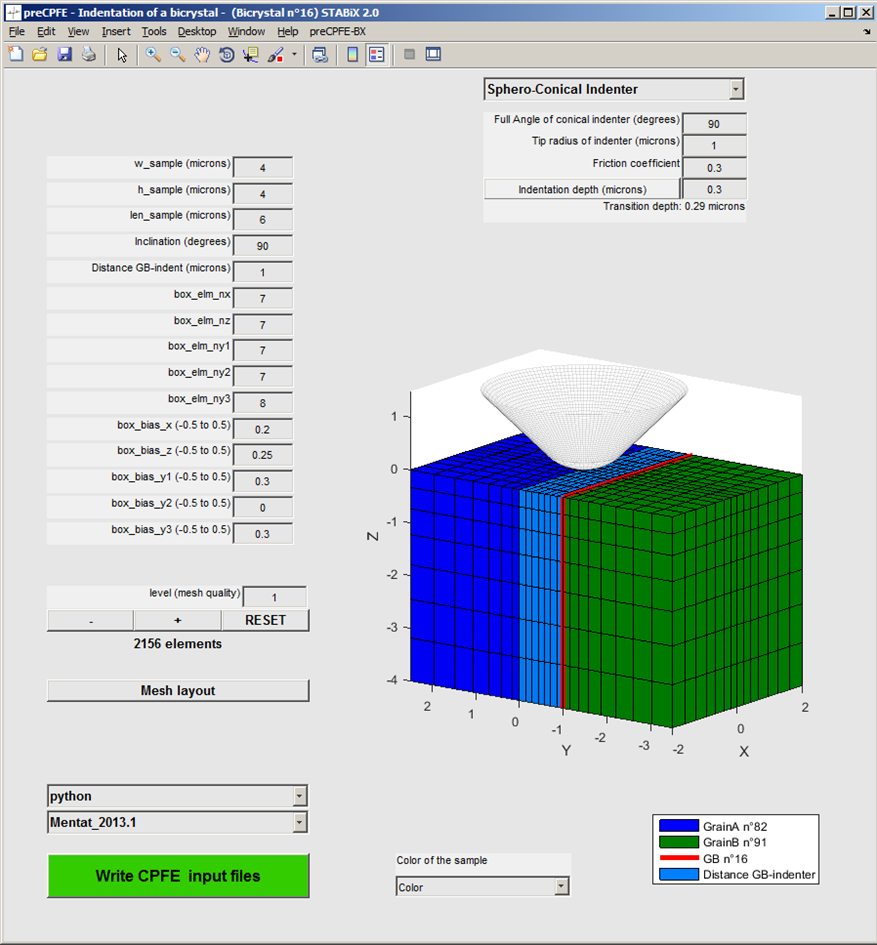 preCPFE - Indentation of a bicrystal - (Bicrystal n°16) STABiX 2.0
File Edit View Insert Tools Desktop Window Help preCPFE-BX
Sphero-Conical Indenter
Full Angle of conical indenter (degrees) 90
Tip radius of indenter (microns) 1
Friction coefficient 0.3
Indentation depth (microns) 0.3
Transition depth: 0.29 microns
w_sample (microns) 4
h_sample (microns) 4
len_sample (microns) 6
Inclination (degrees) 90
Distance GB-indent (microns) 1
box_elm_nx 7
box_elm_nz 7
box_elm_ny1 7
box_elm_ny2 7
box_elm_ny3 8
box_bias_x (-0.5 to 0.5) 0.2
box_bias_z (-0.5 to 0.5) 0.25
box_bias_y1 (-0.5 to 0.5) 0.3
box_bias_y2 (-0.5 to 0.5) 0
box_bias_y3 (-0.5 to 0.5) 0.3
level (mesh quality) 1
- + RESET
2156 elements
Mesh layout
1
0
-1
-2
-3
-4
Z
2 1 0 -1 -2 -3
Y
-2 0 2
X
python
Mentat_2013.1
Write CPFE input files
Color of the sample
Color
GrainA n°82
GrainB n°91
GB n°16
Distance GB-indenter